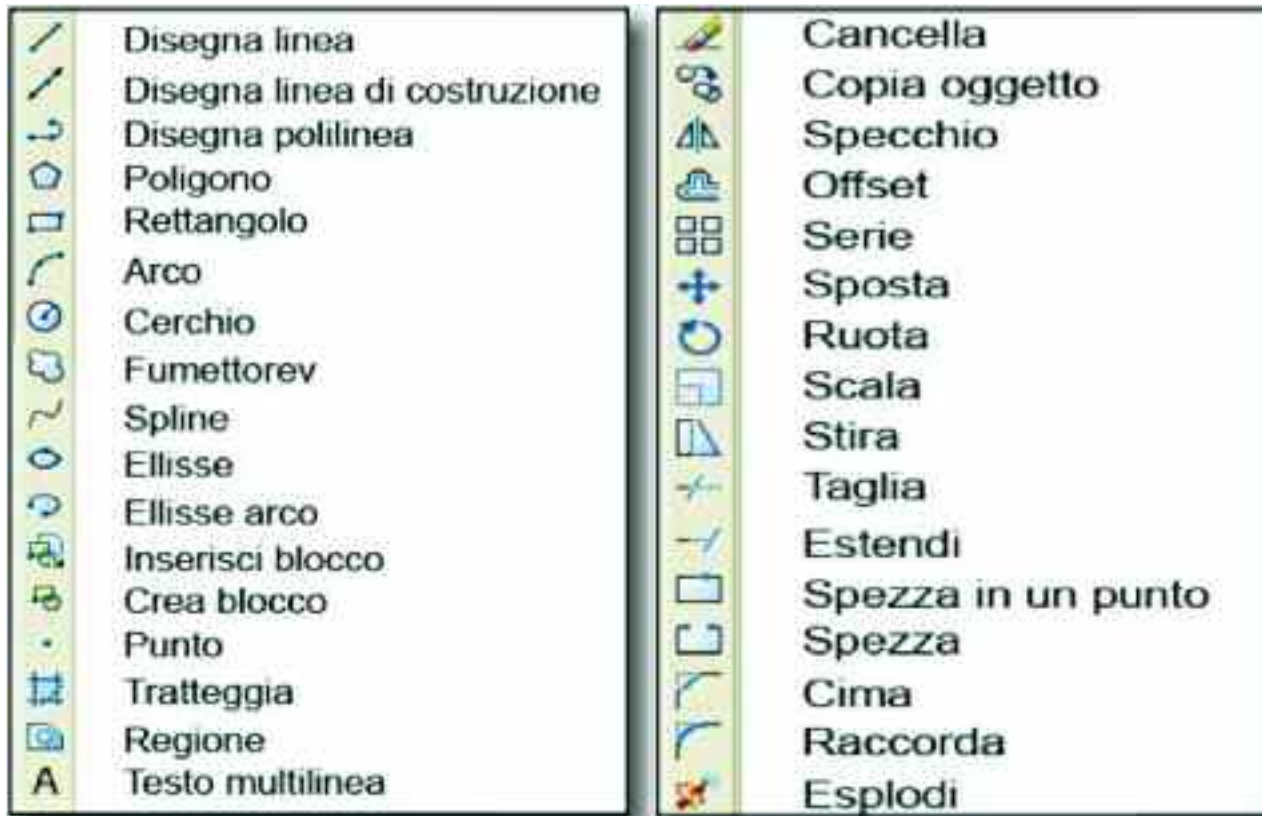 Disegna linea
Disegna linea di costruzione
Disegna polilinea
Poligono
Rettangolo
Arco
Cerchio
Fumettorev
Spline
Ellisse
Ellisse arco
Inserisci blocco
Crea blocco
Punto
Tratteggia
Regione
A Testo multilinea
Cancella
Copia oggetto
Specchio
Offset
Serie
Sposta
Ruota
Scala
Stira
Taglia
Estendi
Spezza in un punto
Spezza
Cima
Raccorda
Esplodi